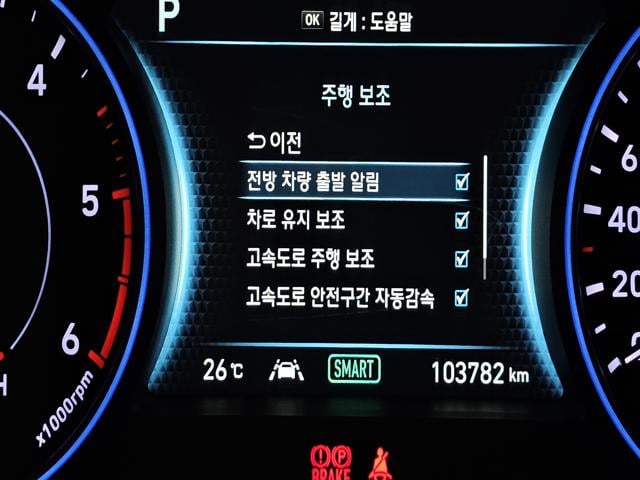 P
OK 길게 : 도움말
주행 보조
이전
전방 차량 출발 알림
차로 유지 보조
고속도로 주행 보조
고속도로 안전구간 자동감속
26℃ SMART 103782 km
4
5
6
x1000rpm
H
6
40
20
BRAKE